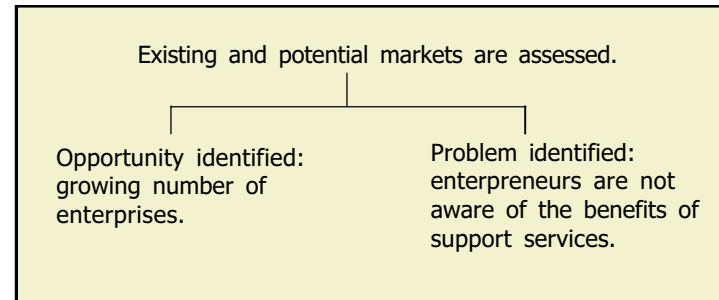 Existing and potential markets are assessed.
Opportunity identified:
growing number of
enterprises.
Problem identified:
enterpreneurs are not
aware of the benefits of
support services.